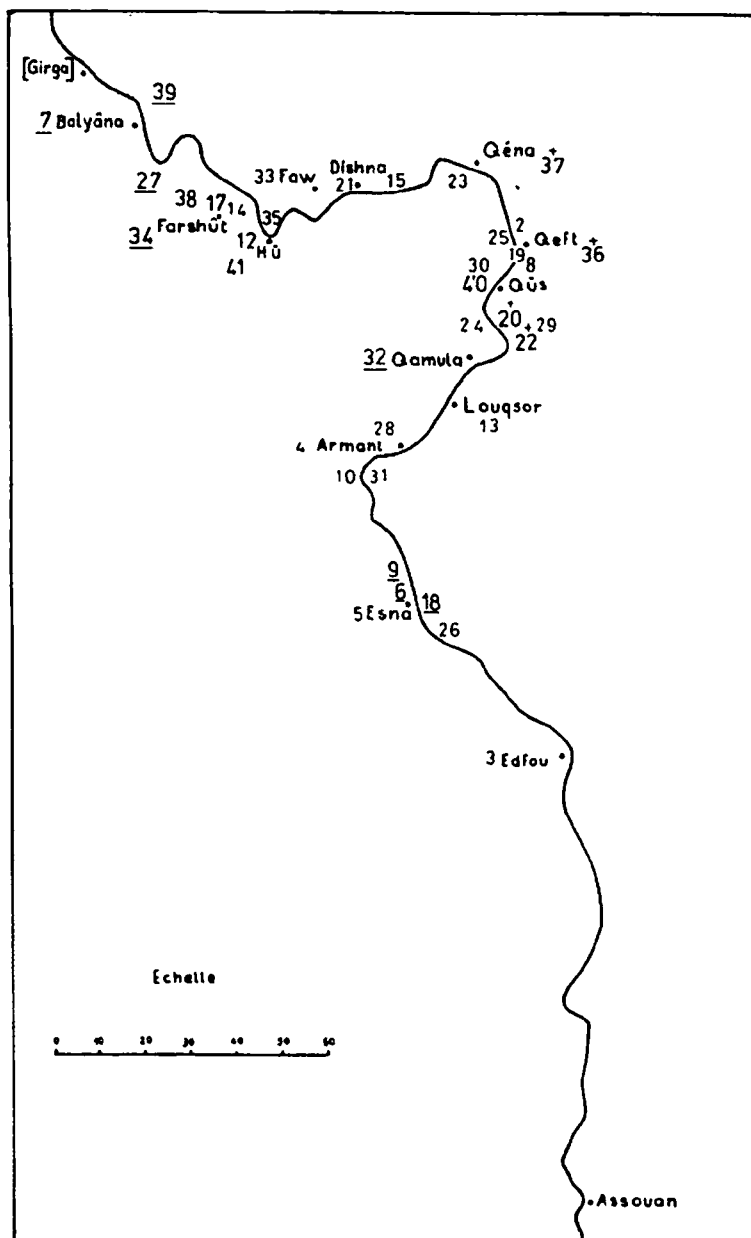 [Girga]
39
7 Balyâna
27
33 Faw
Dishna
21
15
23
Qéna +
37
38
17
14
35
34 Farshût
12 Hû
41
2
25
Qeft +
36
19
8
30
40
Qûs
+
20
24
+ 29
22
32 Qamula
Louqsor
13
28
4 Armant
10
31
9
6
18
5 Esna
26
3 Edfou
Echelle
0 10 20 30 40 50 60
Assouan